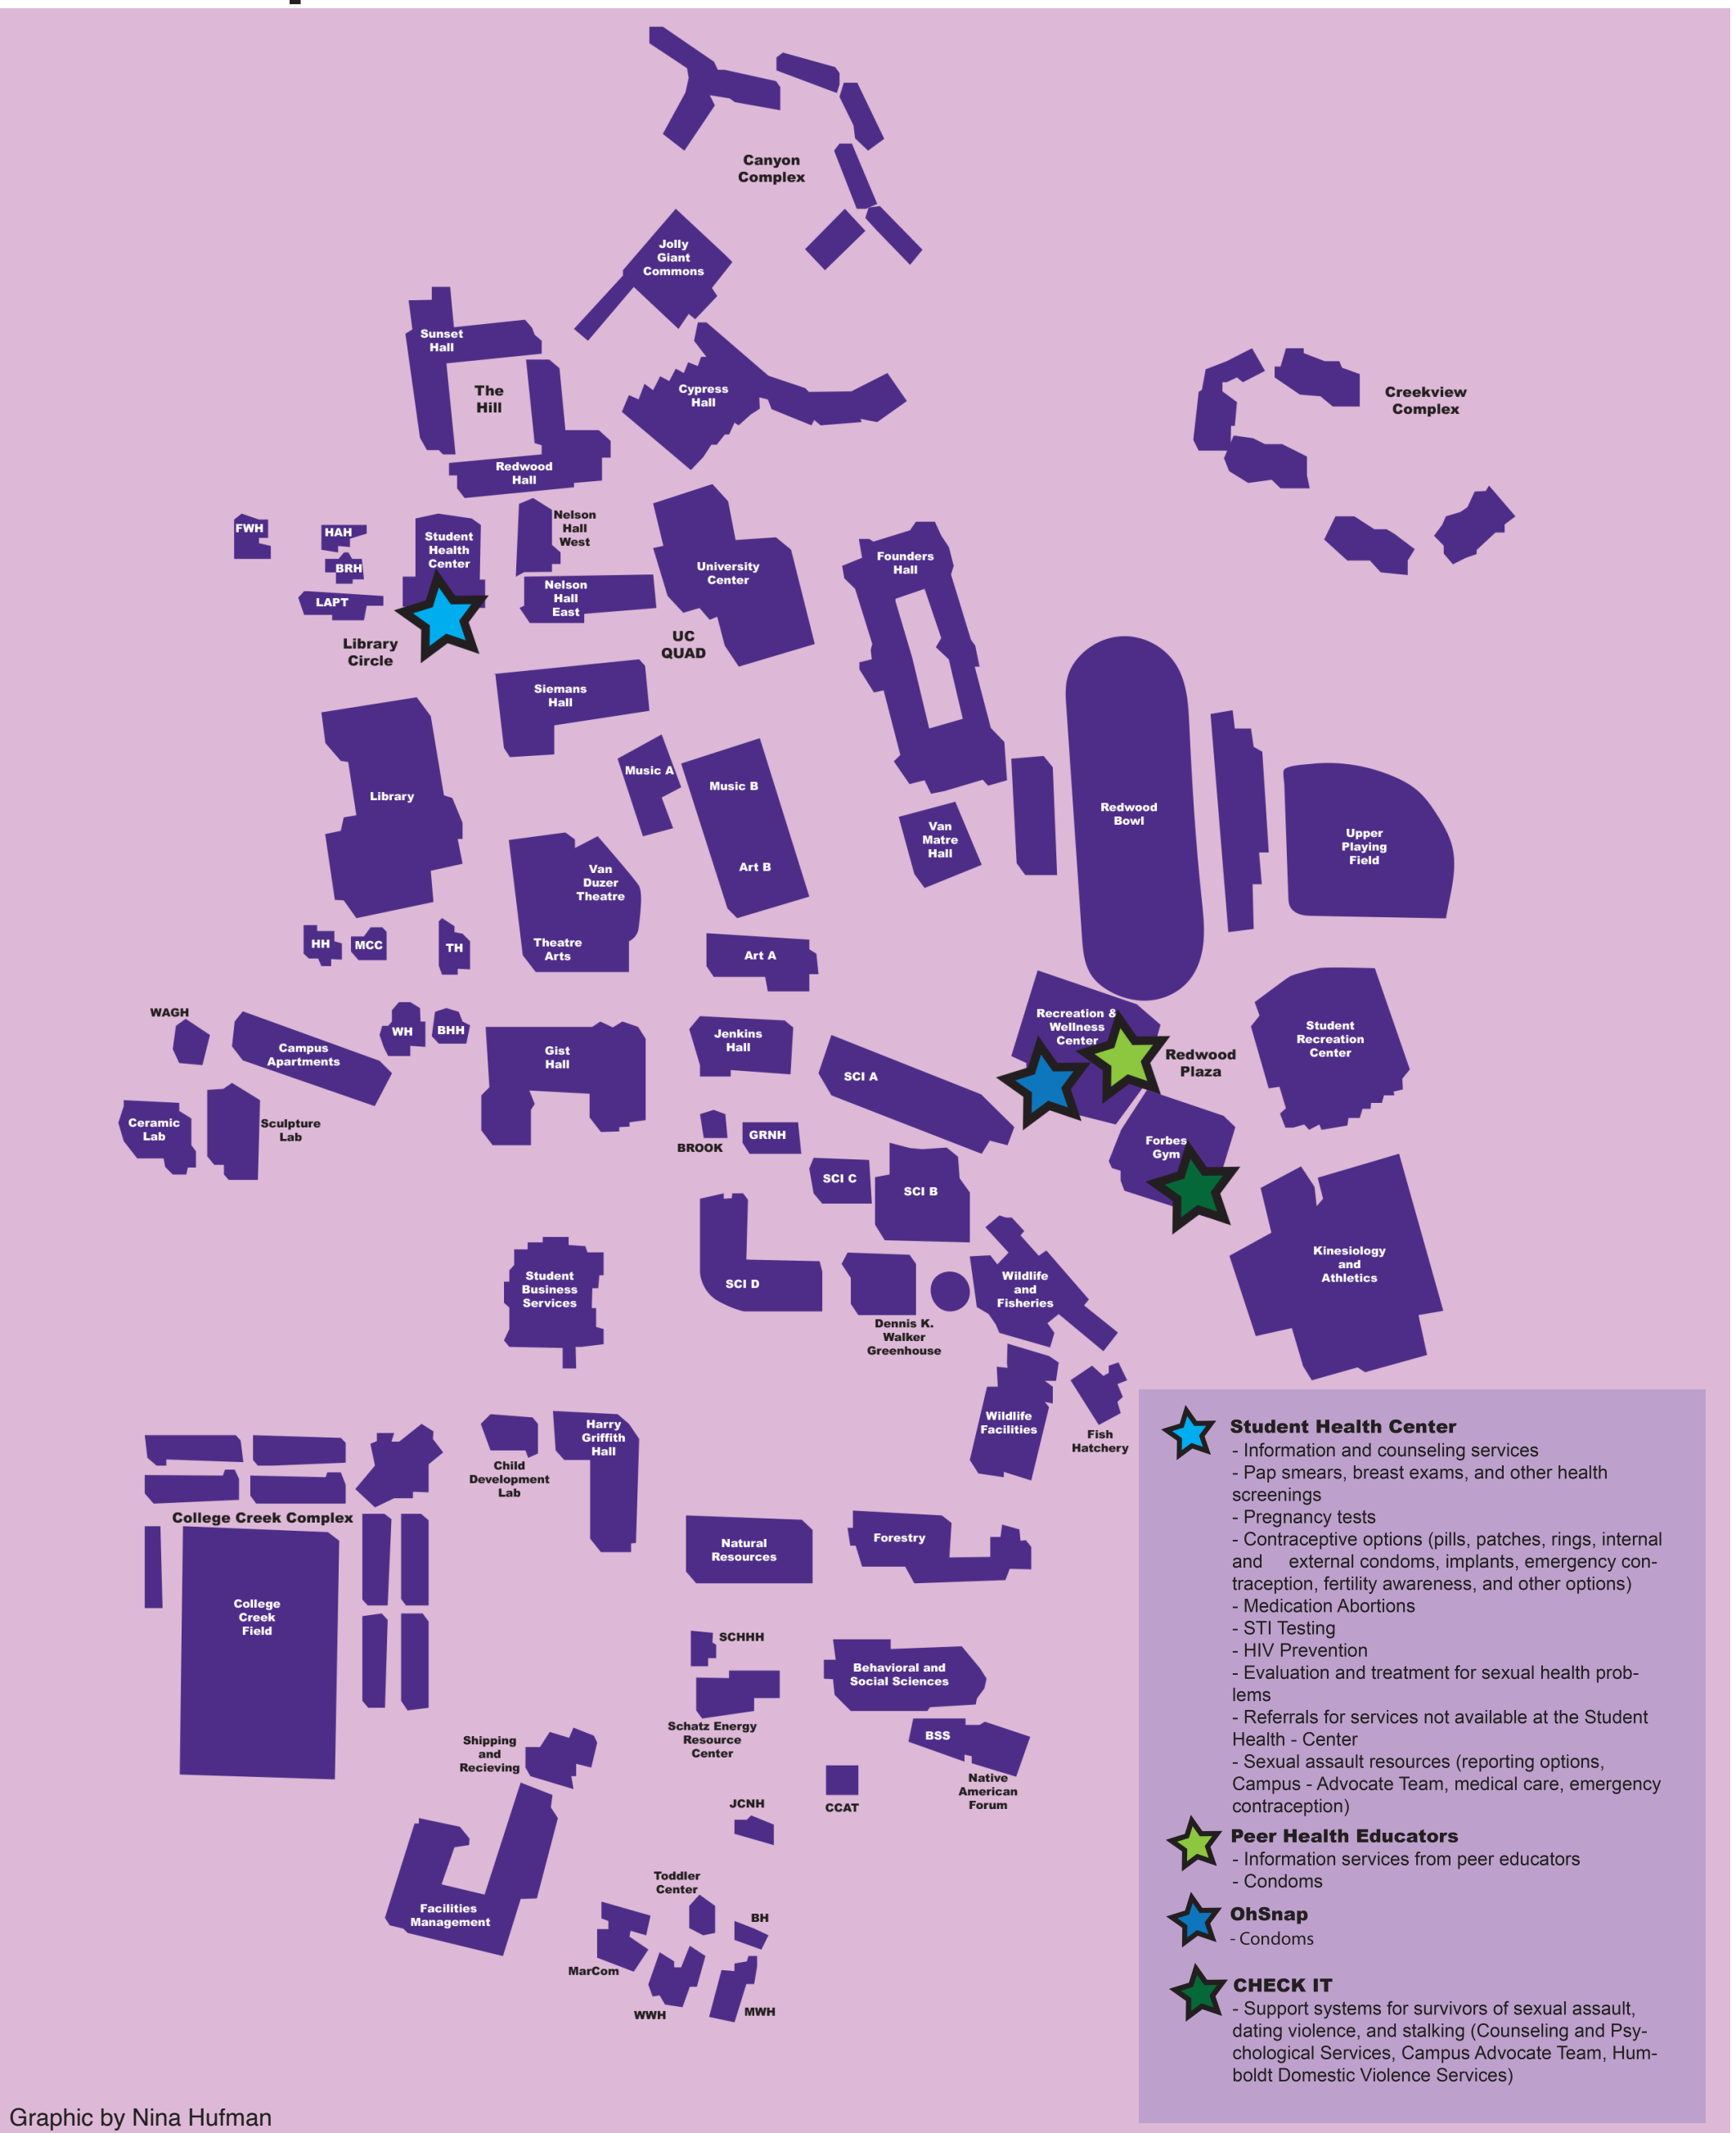 Canyon
Complex
Jolly
Giant
Commons
Sunset
Hall
The
Hill
Cypress
Hall
Creekview
Complex
Redwood
Hall
FWH
HAH
BRH
LAPT
Student
Health
Center
Nelson
Hall
West
Nelson
Hall
East
University
Center
Founders
Hall
Library
Circle
UC
QUAD
Siemans
Hall
Library
Music A
Music B
Art B
Van
Matre
Hall
Redwood
Bowl
Upper
Playing
Field
Van
Duzer
Theatre
Theatre
Arts
HH
MCC
TH
Art A
WAGH
Campus
Apartments
WH
BHH
Gist
Hall
Jenkins
Hall
SCI A
Recreation &
Wellness
Center
Redwood
Plaza
Student
Recreation
Center
Ceramic
Lab
Sculpture
Lab
BROOK
GRNH
Forbes
Gym
SCI C
SCI B
Student
Business
Services
SCI D
Dennis K.
Walker
Greenhouse
Wildlife
and
Fisheries
Kinesiology
and
Athletics
Wildlife
Facilities
Fish
Hatchery
Harry
Griffith
Hall
Child
Development
Lab
College Creek Complex
College
Creek
Field
Natural
Resources
Forestry
SCHHH
Schatz Energy
Resource
Center
Behavioral and
Social Sciences
BSS
Native
American
Forum
CCAT
Shipping
and
Recieving
JCNH
Facilities
Management
Toddler
Center
BH
MarCom
WWH
MWH
Student Health Center
- Information and counseling services
- Pap smears, breast exams, and other health
screenings
- Pregnancy tests
- Contraceptive options (pills, patches, rings, internal
and external condoms, implants, emergency con-
traception, fertility awareness, and other options)
- Medication Abortions
- STI Testing
- HIV Prevention
- Evaluation and treatment for sexual health prob-
lems
- Referrals for services not available at the Student
Health - Center
- Sexual assault resources (reporting options,
Campus - Advocate Team, medical care, emergency
contraception)
Peer Health Educators
- Information services from peer educators
- Condoms
OhSnap
- Condoms
CHECK IT
- Support systems for survivors of sexual assault,
dating violence, and stalking (Counseling and Psy-
chological Services, Campus Advocate Team, Hum-
boldt Domestic Violence Services)
Graphic by Nina Hufman